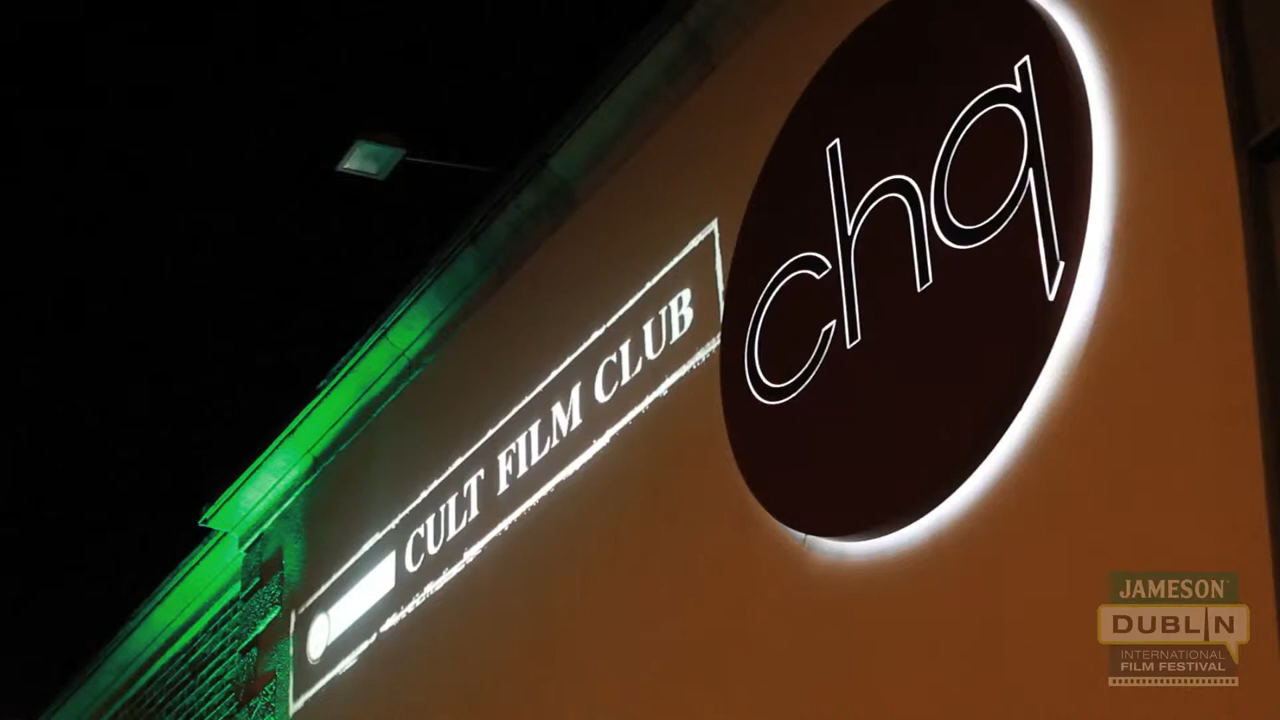 chq
CULT FILM CLUB
JAMESON
DUBLIN
INTERNATIONAL
FILM FESTIVAL